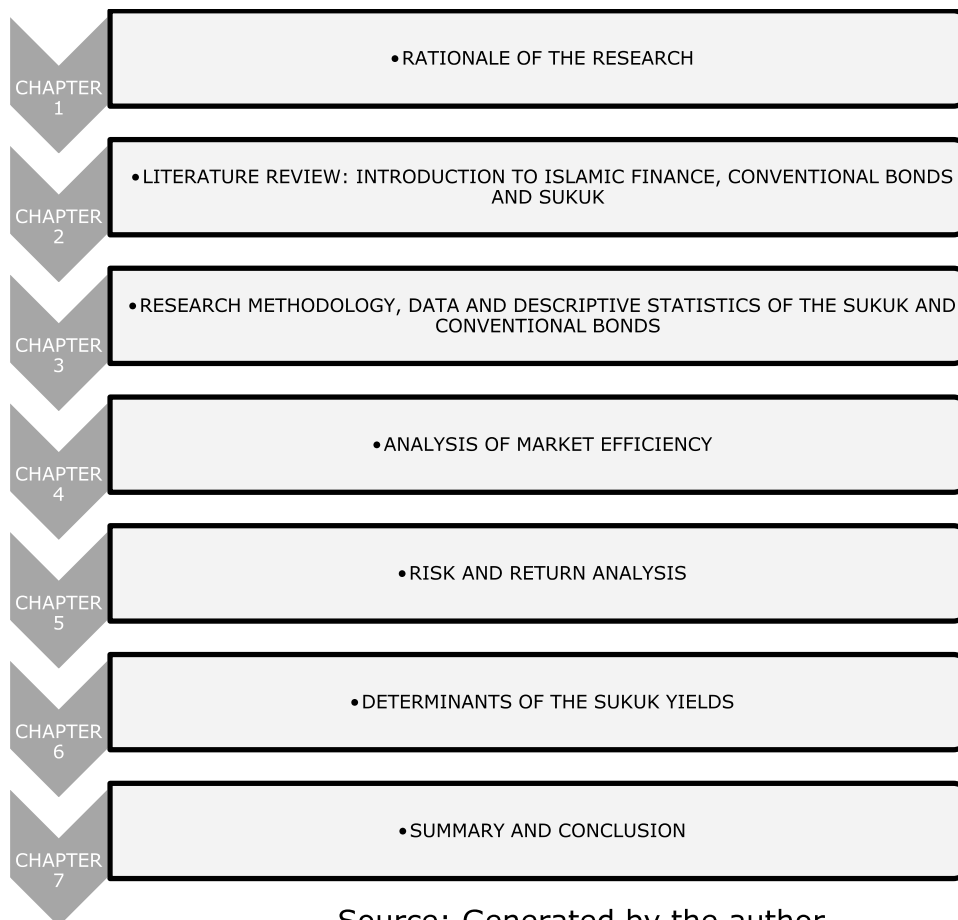 CHAPTER
1
•RATIONALE OF THE RESEARCH
CHAPTER
2
•LITERATURE REVIEW: INTRODUCTION TO ISLAMIC FINANCE, CONVENTIONAL BONDS
AND SUKUK
CHAPTER
3
•RESEARCH METHODOLOGY, DATA AND DESCRIPTIVE STATISTICS OF THE SUKUK AND
CONVENTIONAL BONDS
CHAPTER
4
•ANALYSIS OF MARKET EFFICIENCY
CHAPTER
5
•RISK AND RETURN ANALYSIS
CHAPTER
6
•DETERMINANTS OF THE SUKUK YIELDS
CHAPTER
7
•SUMMARY AND CONCLUSION
Source: Generated by the author